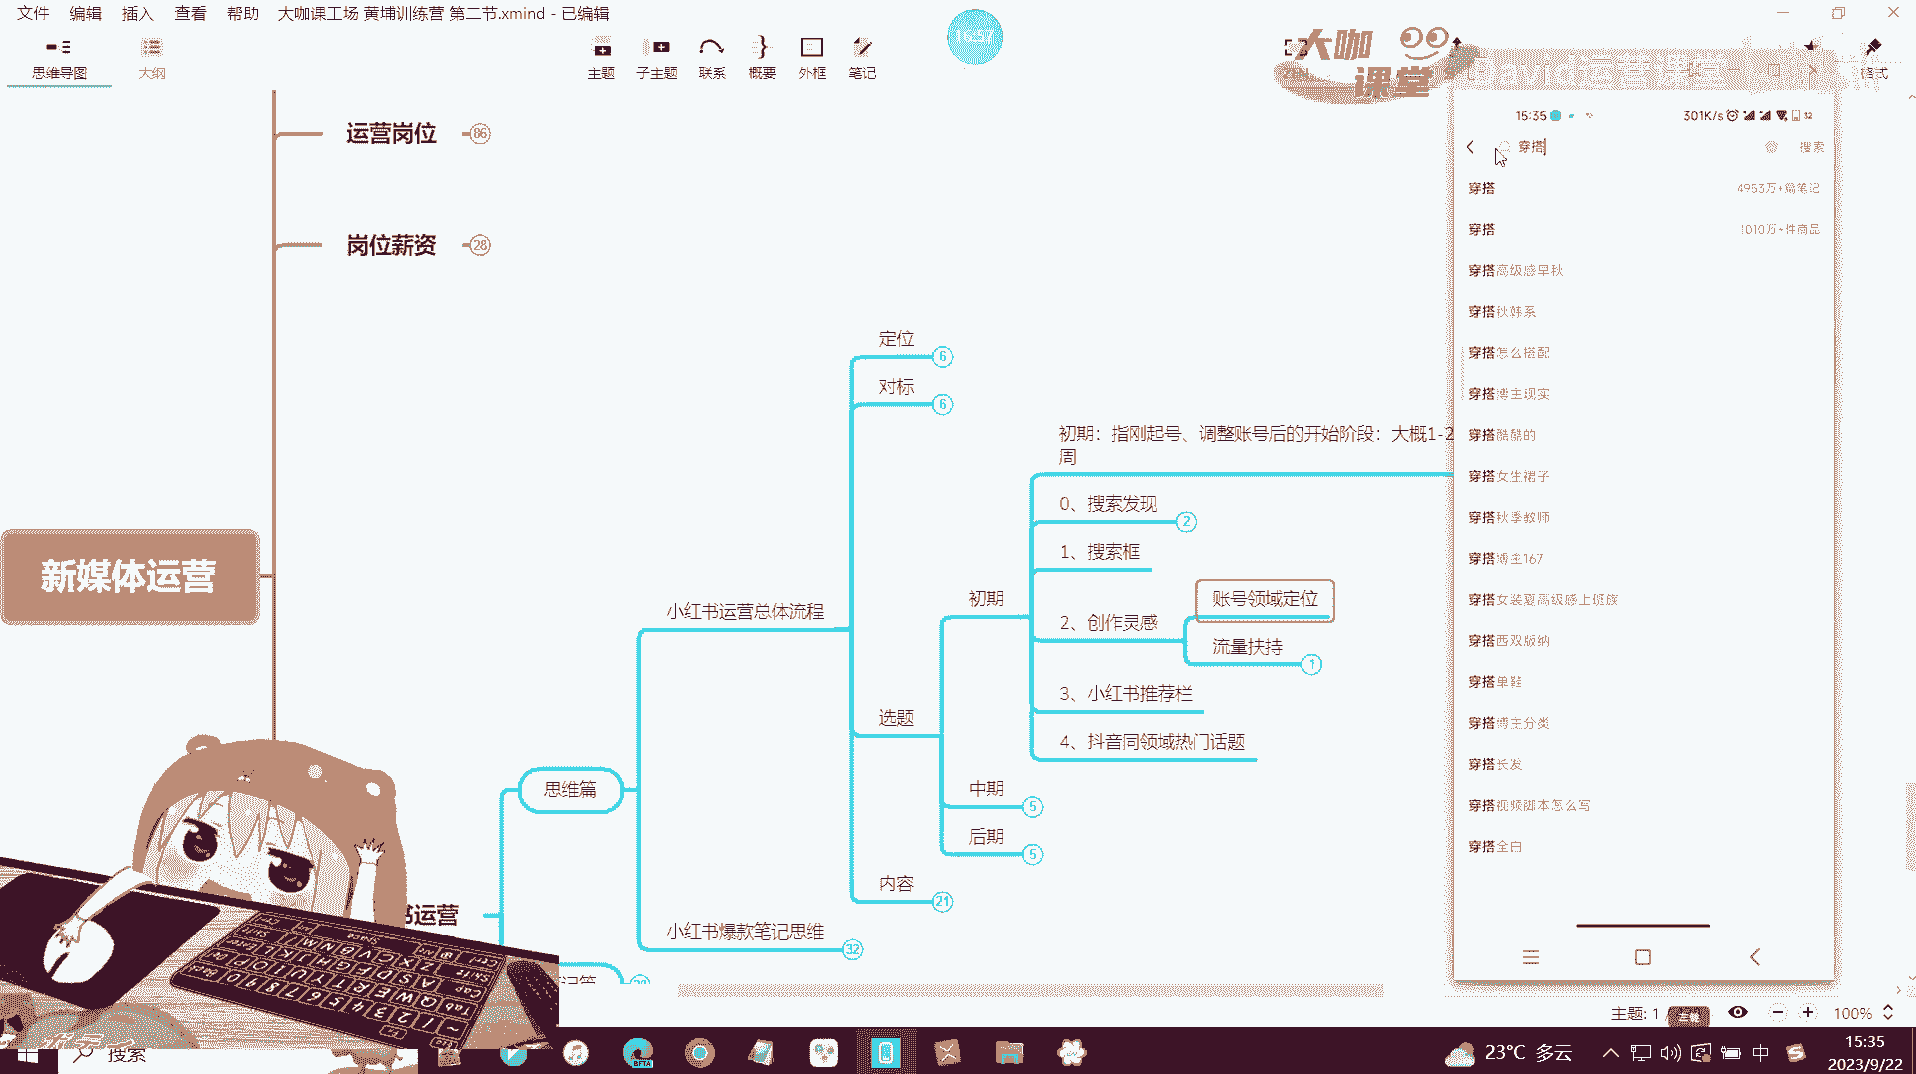 文件 编辑 插入 查看 帮助 大咖课工场 黄埔训练营 第二节.xmind - 已编辑
思维导图 大纲
主题 子主题 联系 概要 外框 笔记
大咖
课堂
格式
运营岗位 86
岗位薪资 28
新媒体运营
思维篇
小红书运营总体流程
小红书爆款笔记思维 32
定位 6
对标 6
选题
内容 21
初期
中期 5
后期 5
初期：指刚起号、调整账号后的开始阶段：大概1-2
周
0、搜索发现 2
1、搜索框
2、创作灵感
账号领域定位
流量扶持 1
3、小红书推荐栏
4、抖音同领域热门话题
书运营
15:35 301K/s 32
穿搭 搜索
穿搭 4953万+篇笔记
穿搭 1010万+件商品
穿搭高级感早秋
穿搭秋韩系
穿搭怎么搭配
穿搭博主现实
穿搭酷酷的
穿搭女生裙子
穿搭秋季教师
穿搭博主167
穿搭女装夏高级感上班族
穿搭西双版纳
穿搭单鞋
穿搭博主分类
穿搭长发
穿搭视频脚本怎么写
穿搭全白
主题: 1 /
100%
搜索
BETA
23°C 多云
中
15:35
2023/9/22